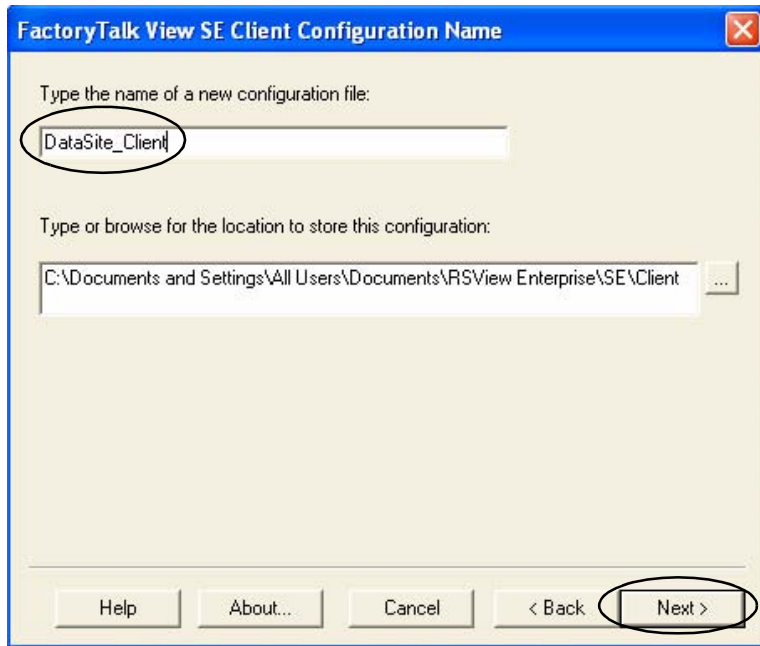 FactoryTalk View SE Client Configuration Name
Type the name of a new configuration file:
DataSite_Client
Type or browse for the location to store this configuration:
C:\Documents and Settings\All Users\Documents\RSView Enterprise\SE\Client
...
Help
About...
Cancel
< Back
Next >